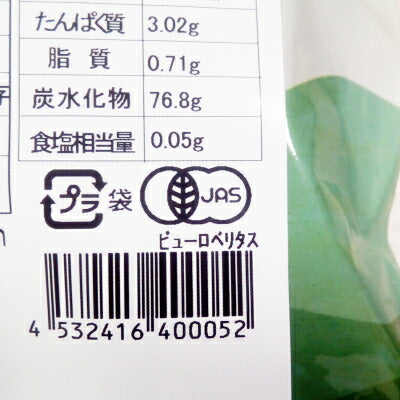 たんぱく質 3.02g
脂質 0.71g
炭水化物 76.8g
食塩相当量 0.05g
プラ 袋 JAS
ビューロベリタス
4 532416 400052